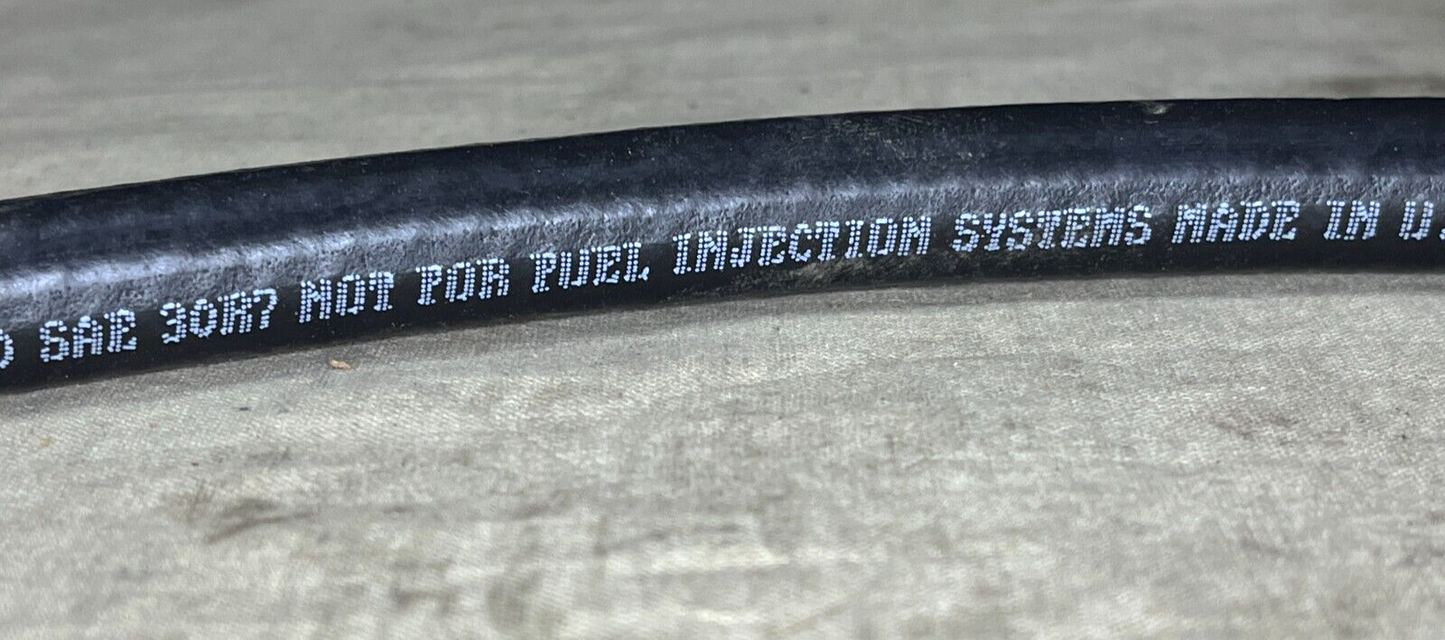 SAE 30R7 NOT FOR FUEL INJECTION SYSTEMS MADE IN U.